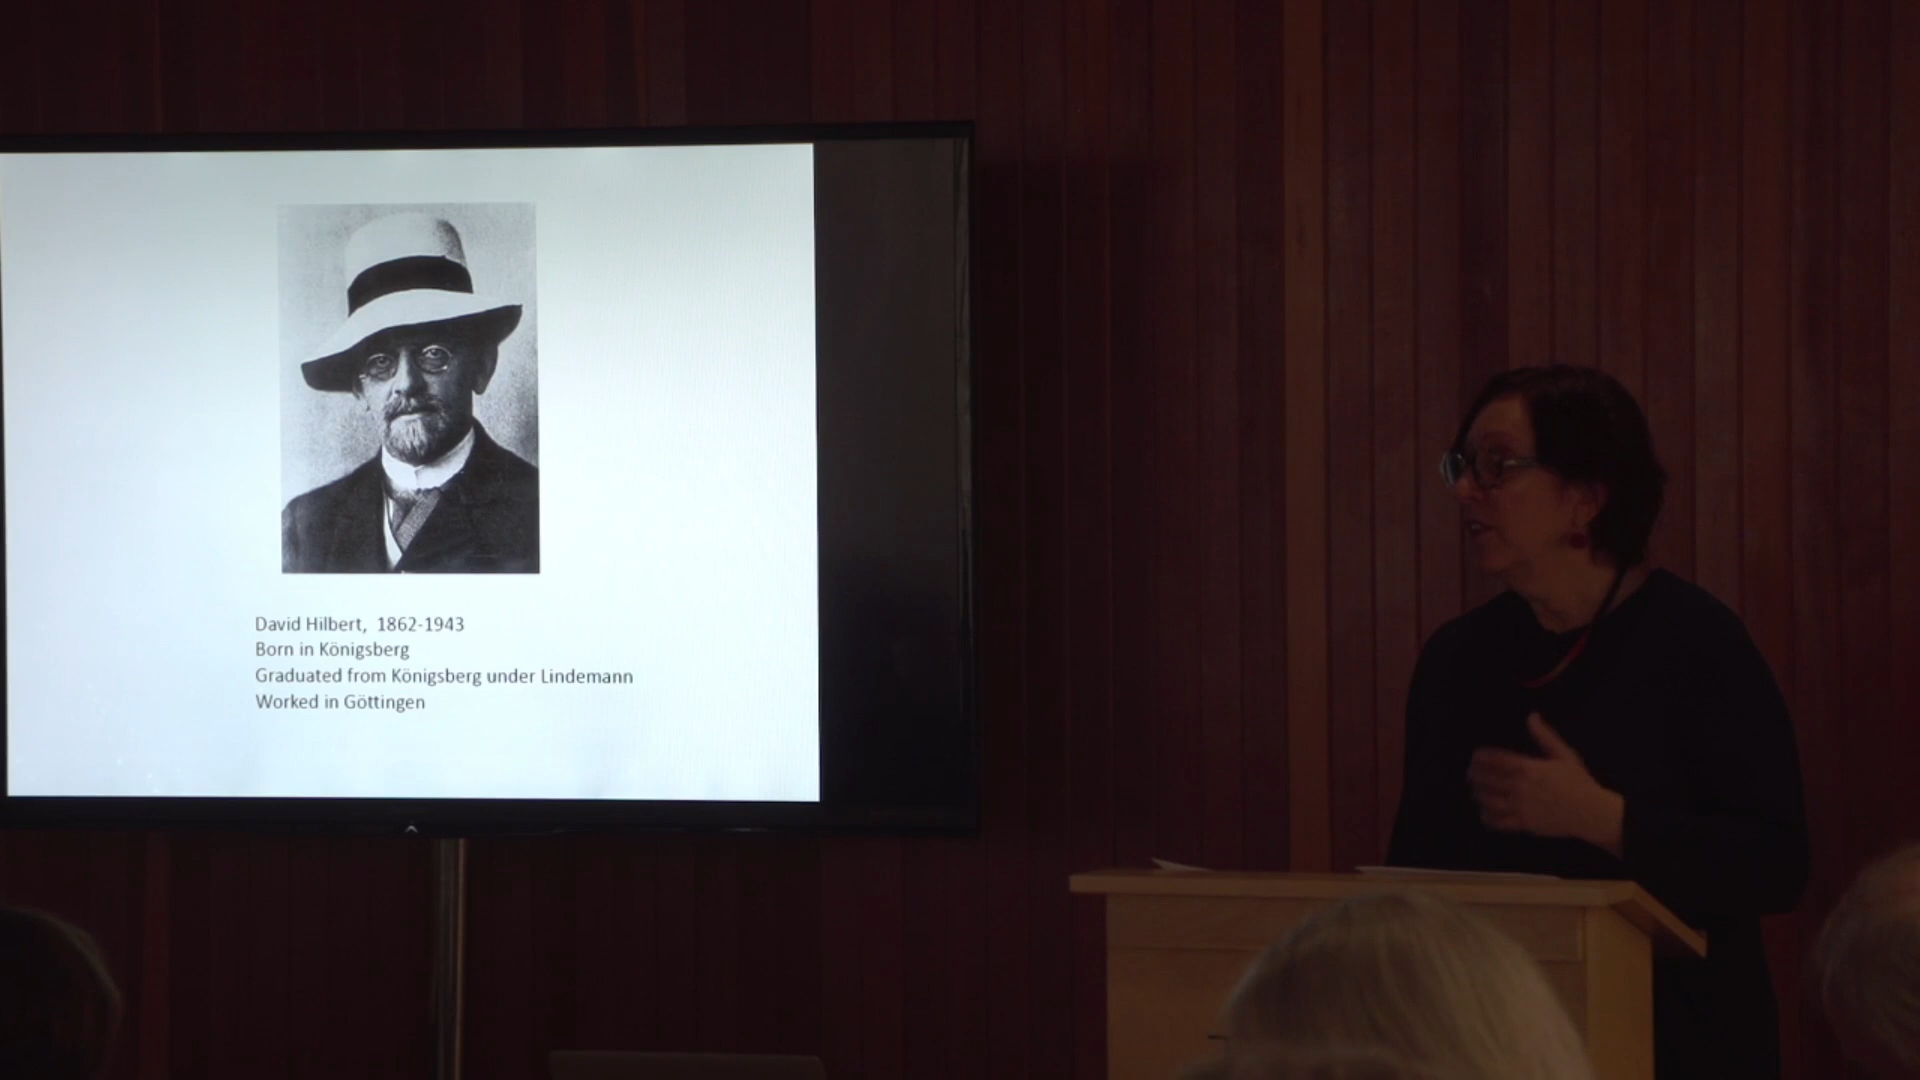 David Hilbert, 1862-1943
Born in Königsberg
Graduated from Königsberg under Lindemann
Worked in Göttingen